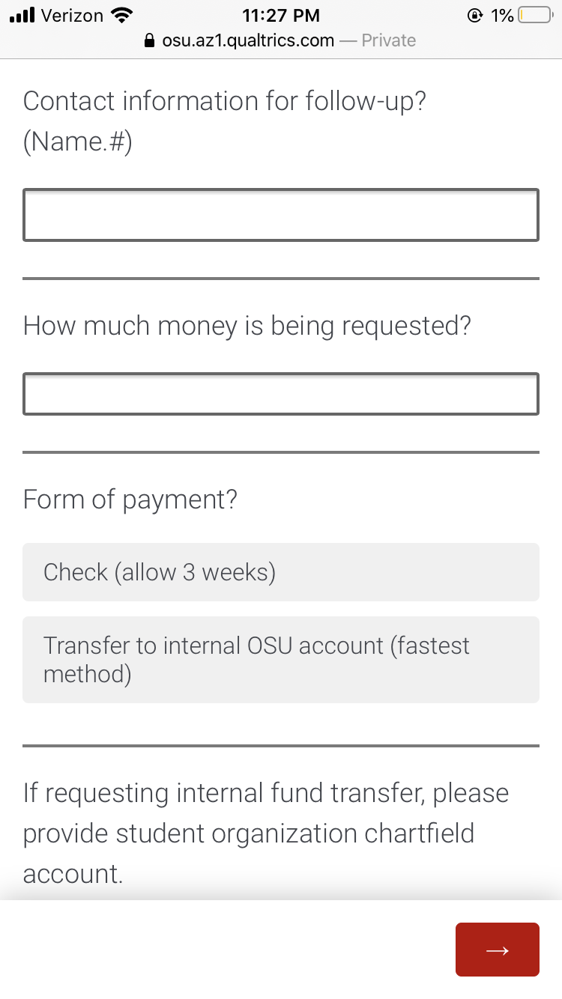 Verizon 11:27 PM 1%
osu.az1.qualtrics.com — Private
Contact information for follow-up?
(Name.#)
How much money is being requested?
Form of payment?
Check (allow 3 weeks)
Transfer to internal OSU account (fastest
method)
If requesting internal fund transfer, please
provide student organization chartfield
account.
→